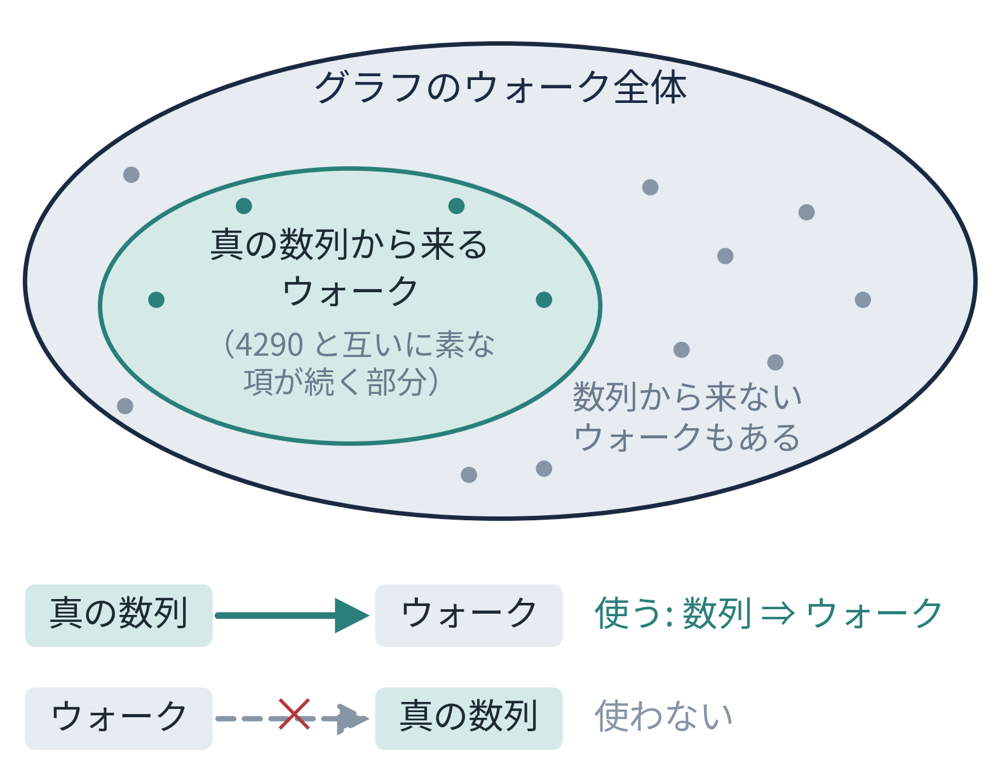 グラフのウォーク全体
真の数列から来る
ウォーク
（4290 と互いに素な
項が続く部分）
数列から来ない
ウォークもある
真の数列
ウォーク
使う: 数列 ⇒ ウォーク
ウォーク
真の数列
使わない